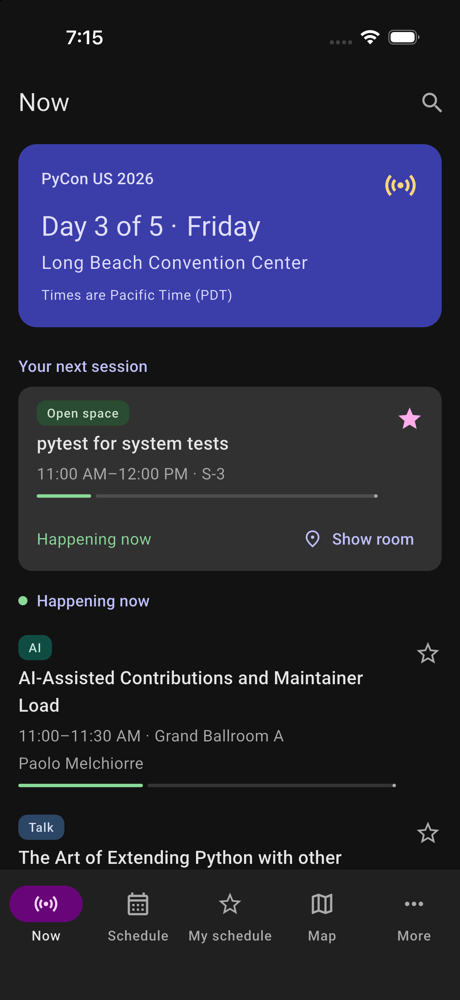 7:15
Now
PyCon US 2026
Day 3 of 5 · Friday
Long Beach Convention Center
Times are Pacific Time (PDT)
Your next session
Open space
pytest for system tests
11:00 AM–12:00 PM · S-3
Happening now
Show room
Happening now
AI
AI-Assisted Contributions and Maintainer
Load
11:00–11:30 AM · Grand Ballroom A
Paolo Melchiorre
Talk
The Art of Extending Python with other
Now
Schedule
My schedule
Map
More